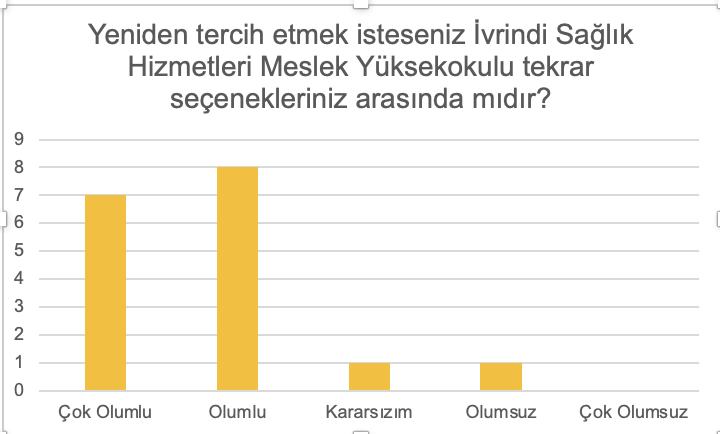 Yeniden tercih etmek isteseniz İvrindi Sağlık
Hizmetleri Meslek Yüksekokulu tekrar
seçenekleriniz arasında mıdır?
9
8
7
6
5
4
3
2
1
0
Çok Olumlu
Olumlu
Kararsızım
Olumsuz
Çok Olumsuz